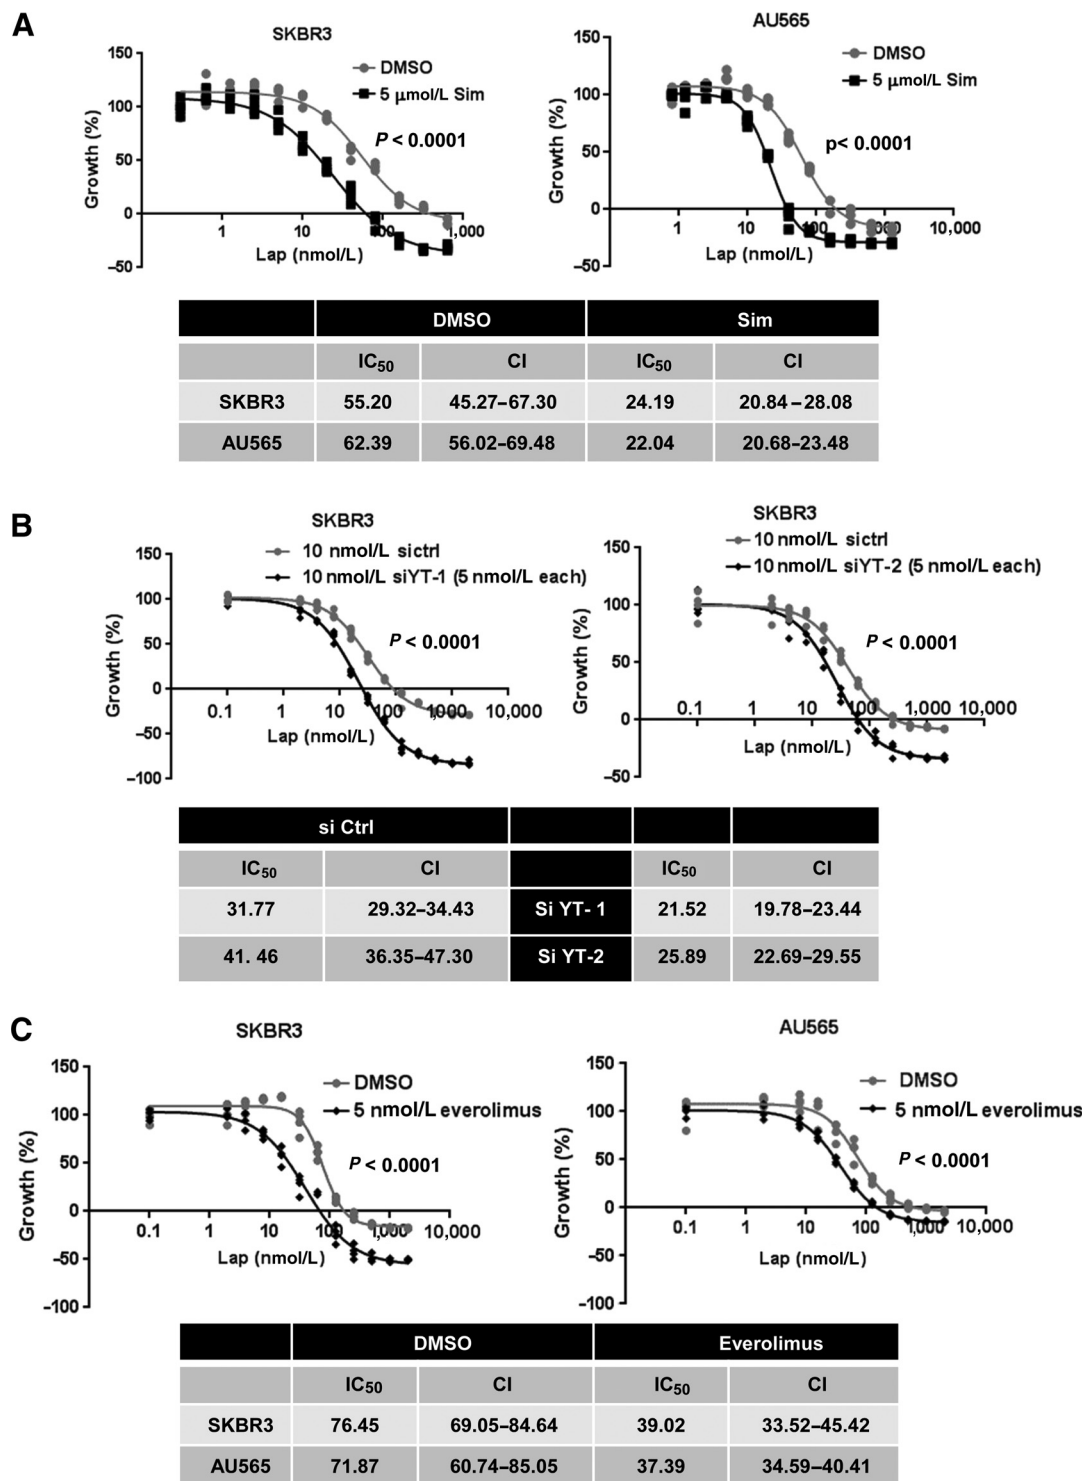 A
SKBR3
150
100
50
0
−50
Growth (%)
DMSO
5 μmol/L Sim
P < 0.0001
1 10 100 1,000
Lap (nmol/L)
AU565
150
100
50
0
−50
Growth (%)
DMSO
5 μmol/L Sim
p< 0.0001
1 10 100 1,000 10,000
Lap (nmol/L)
DMSO Sim
IC50 CI IC50 CI
SKBR3 55.20 45.27–67.30 24.19 20.84–28.08
AU565 62.39 56.02–69.48 22.04 20.68–23.48
B
SKBR3
10 nmol/L sictrl
10 nmol/L siYT-1 (5 nmol/L each)
150
100
50
0
−50
−100
Growth (%)
P < 0.0001
0.1 1 10 100 1,000 10,000
Lap (nmol/L)
SKBR3
10 nmol/L sictrl
10 nmol/L siYT-2 (5 nmol/L each)
150
100
50
0
−50
Growth (%)
P < 0.0001
0.1 1 10 100 1,000 10,000
Lap (nmol/L)
si Ctrl
IC50 CI IC50 CI
31.77 29.32–34.43 Si YT- 1 21.52 19.78–23.44
41. 46 36.35–47.30 Si YT-2 25.89 22.69–29.55
C
SKBR3
150
100
50
0
−50
−100
Growth (%)
DMSO
5 nmol/L everolimus
P < 0.0001
0.1 1 10 100 1,000 10,000
Lap (nmol/L)
AU565
150
100
50
0
−50
−100
Growth (%)
DMSO
5 nmol/L everolimus
P < 0.0001
0.1 1 10 100 1,000 10,000
Lap (nmol/L)
DMSO Everolimus
IC50 CI IC50 CI
SKBR3 76.45 69.05–84.64 39.02 33.52–45.42
AU565 71.87 60.74–85.05 37.39 34.59–40.41